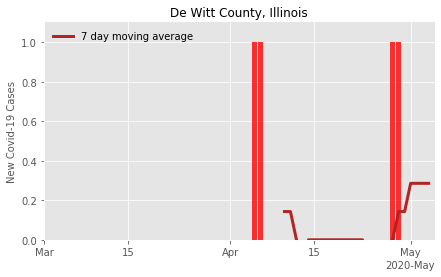 De Witt County, Illinois
7 day moving average
New Covid-19 Cases
1.0
0.8
0.6
0.4
0.2
0.0
Mar
15
Apr
15
May
2020-May